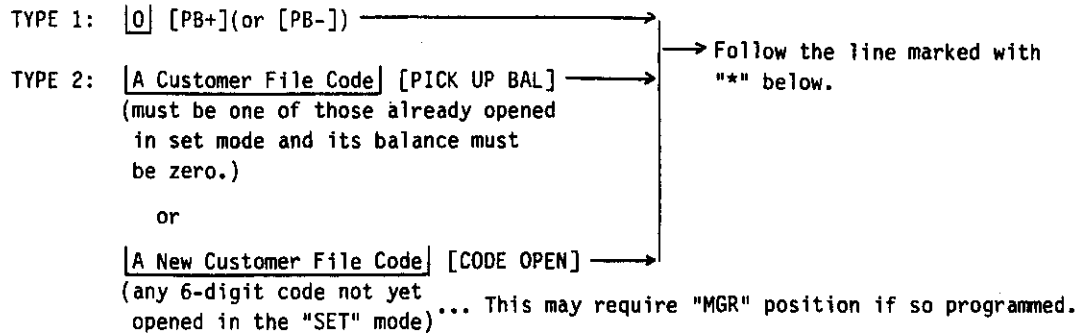 TYPE 1: 0 [PB+](or [PB-])
Follow the line marked with
"*" below.
TYPE 2: A Customer File Code [PICK UP BAL]
(must be one of those already opened
in set mode and its balance must
be zero.)
or
A New Customer File Code [CODE OPEN]
(any 6-digit code not yet
opened in the "SET" mode)... This may require "MGR" position if so programmed.